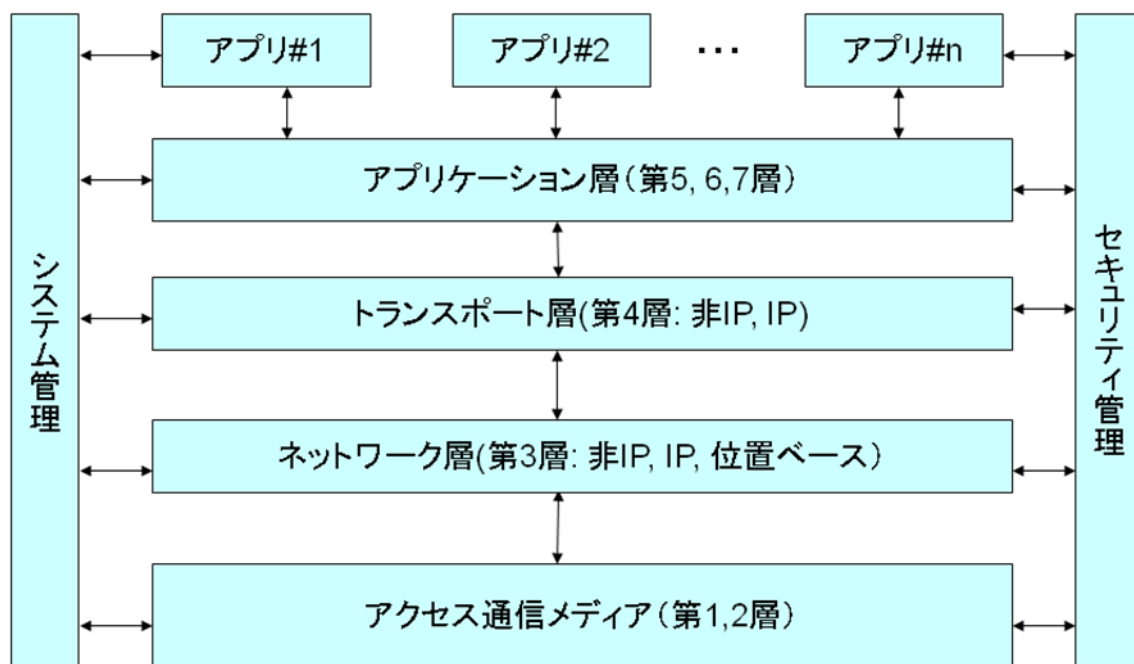 アプリ#1
アプリ#2
・・・
アプリ#n
アプリケーション層（第5, 6,7層）
トランスポート層(第4層: 非IP, IP)
ネットワーク層(第3層: 非IP, IP, 位置ベース）
アクセス通信メディア（第1,2層）
システム管理
セキュリティ管理